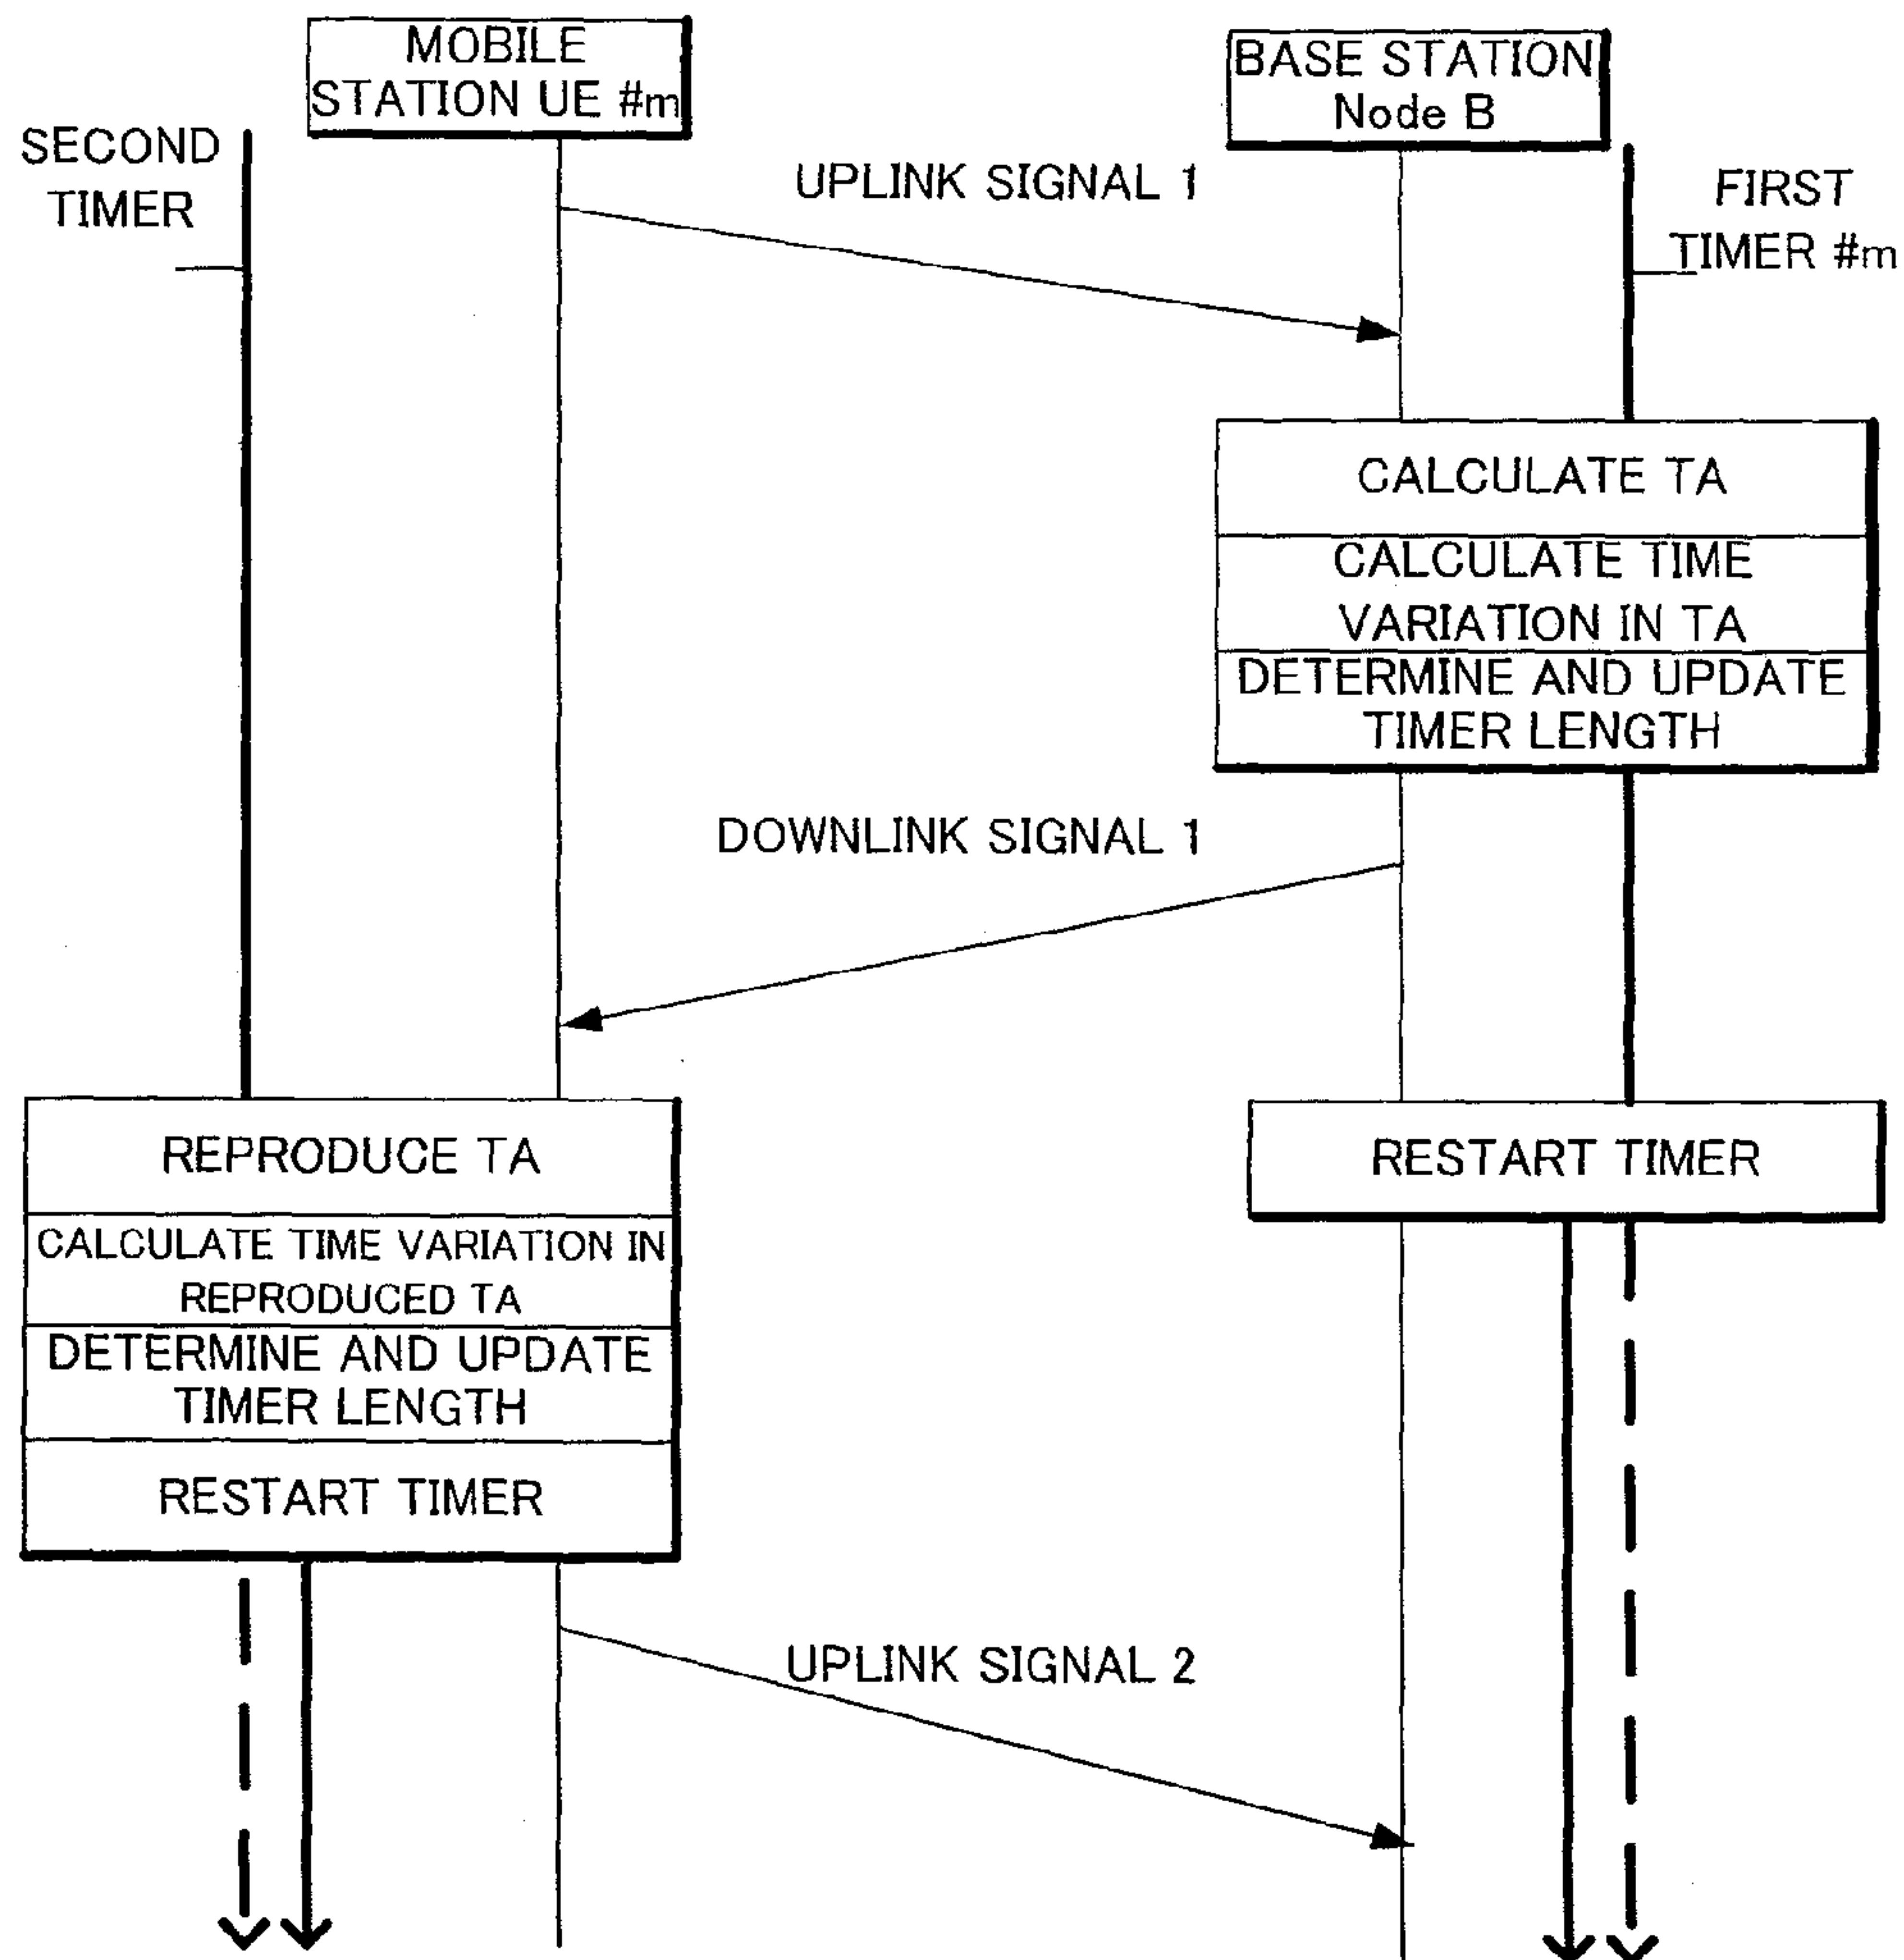 MOBILE
STATION UE #m
BASE STATION
Node B
SECOND
TIMER
UPLINK SIGNAL 1
FIRST
TIMER #m
CALCULATE TA
CALCULATE TIME
VARIATION IN TA
DETERMINE AND UPDATE
TIMER LENGTH
DOWNLINK SIGNAL 1
REPRODUCE TA
CALCULATE TIME VARIATION IN
REPRODUCED TA
DETERMINE AND UPDATE
TIMER LENGTH
RESTART TIMER
RESTART TIMER
UPLINK SIGNAL 2